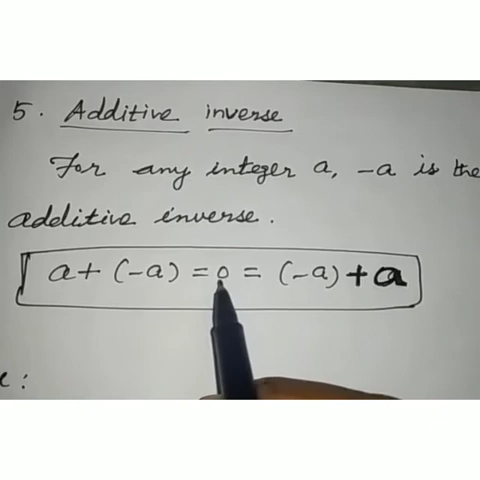 5. Additive inverse
For any integer a, -a is the
additive inverse.
a + (-a) = 0 = (-a) + a